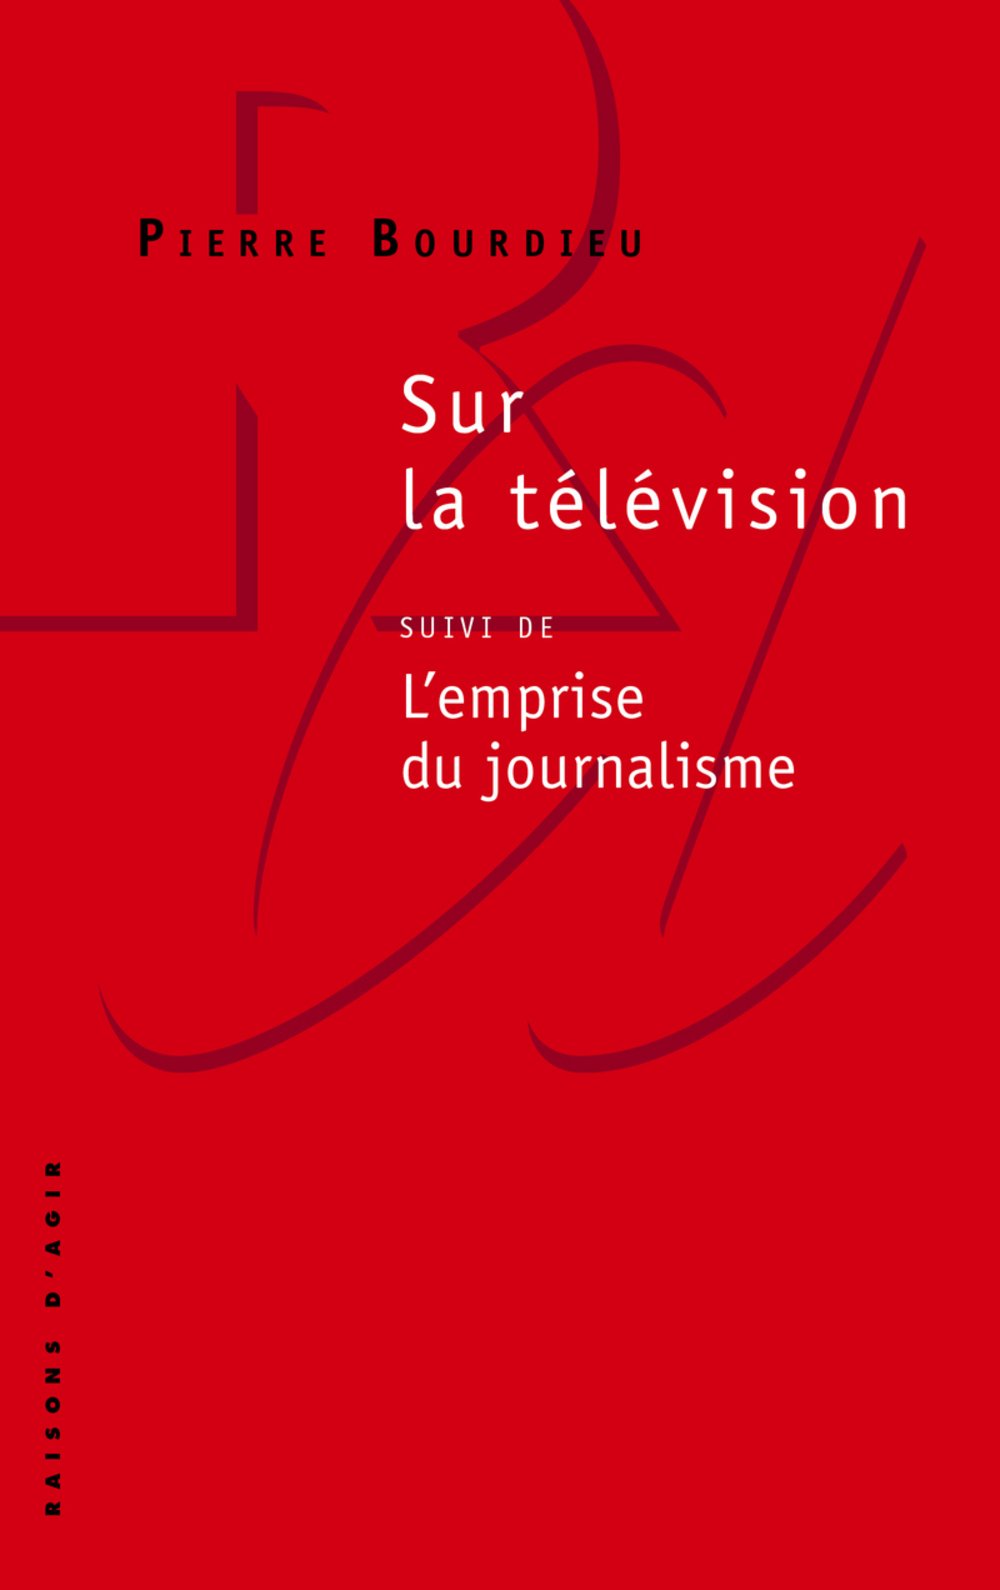 PIERRE BOURDIEU
Sur
la télévision
SUIVI DE
L’emprise
du journalisme
RAISONS D’AGIR